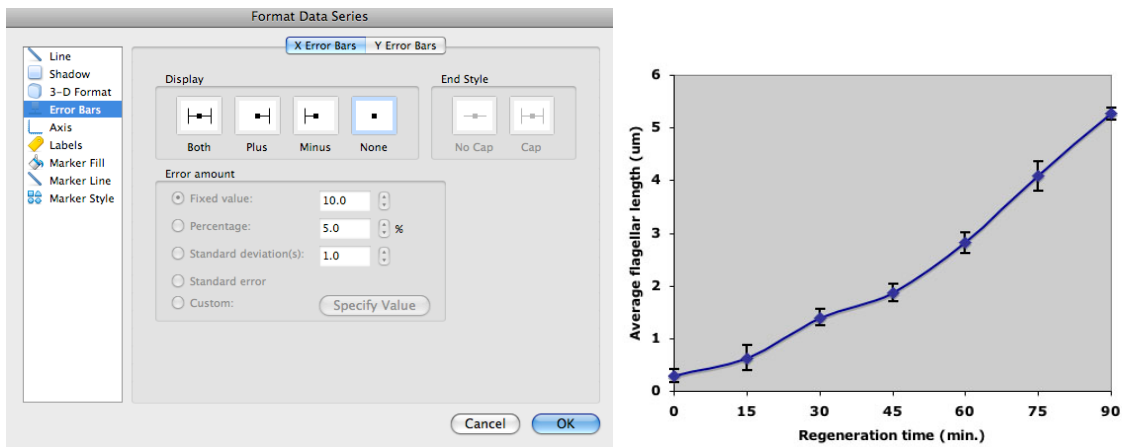 Format Data Series
Line
Shadow
3-D Format
Error Bars
Axis
Labels
Marker Fill
Marker Line
Marker Style
X Error Bars Y Error Bars
Display
Both Plus Minus None
End Style
No Cap Cap
Error amount
Fixed value: 10.0
Percentage: 5.0 %
Standard deviation(s): 1.0
Standard error
Custom: Specify Value
Cancel OK
Average flagellar length (um)
6
5
4
3
2
1
0
0 15 30 45 60 75 90
Regeneration time (min.)